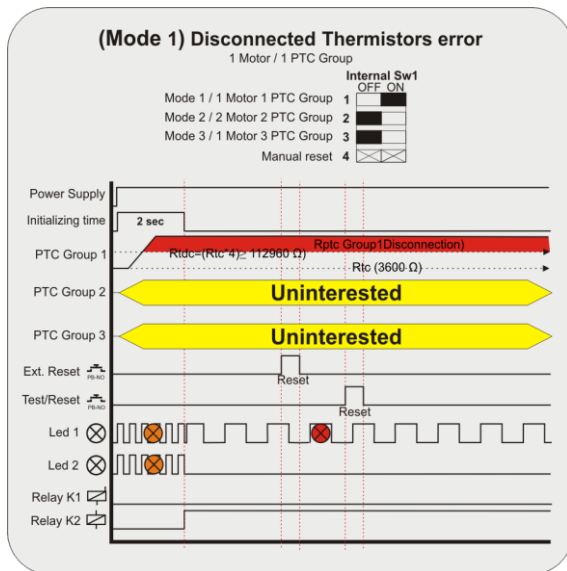 (Mode 1) Disconnected Thermistors error
1 Motor / 1 PTC Group
Internal Sw1
OFF ON
Mode 1 / 1 Motor 1 PTC Group 1
Mode 2 / 2 Motor 2 PTC Group 2
Mode 3 / 1 Motor 3 PTC Group 3
Manual reset 4
Power Supply
Initializing time 2 sec
Rptc Group1Disconnection)
PTC Group 1 Rtdc=(Rtc*4)≥ 112960 Ω)
Rtc (3600 Ω)
PTC Group 2 Uninterested
PTC Group 3 Uninterested
Ext. Reset
PB-NO
Reset
Test/Reset
PB-NO
Reset
Led 1
Led 2
Relay K1
Relay K2